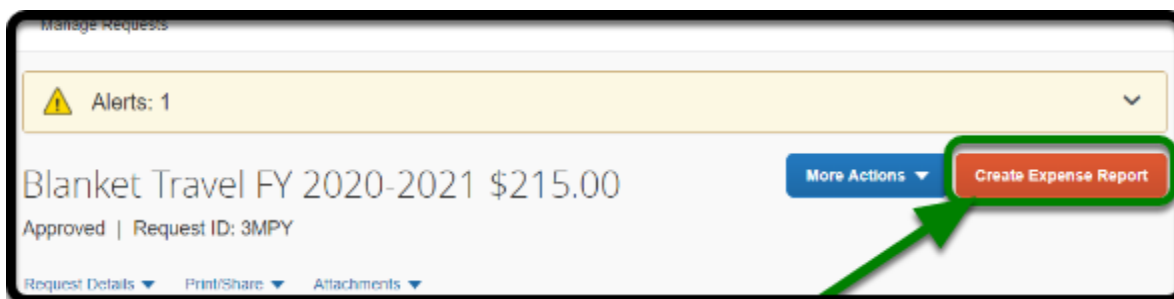 Manage Requests
Alerts: 1
Blanket Travel FY 2020-2021 $215.00
More Actions
Create Expense Report
Approved | Request ID: 3MPY
Request Details Print/Share Attachments